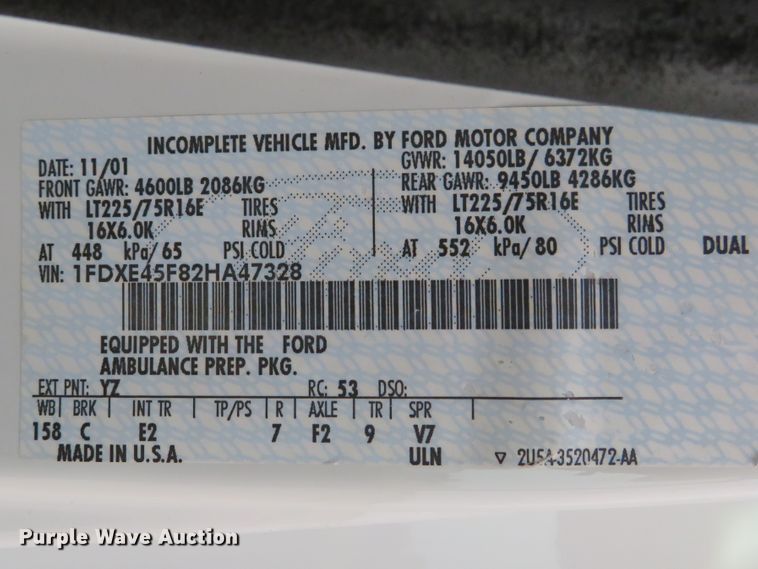 INCOMPLETE VEHICLE MFD. BY FORD MOTOR COMPANY
DATE: 11/01 GVWR: 14050LB/ 6372KG
FRONT GAWR: 4600LB 2086KG REAR GAWR: 9450LB 4286KG
WITH LT225/75R16E TIRES WITH LT225/75R16E TIRES
16X6.0K RIMS 16X6.0K RIMS
AT 448 kPa/65 PSI COLD AT 552 kPa/80 PSI COLD DUAL
VIN: 1FDXE45F82HA47328
EQUIPPED WITH THE FORD
AMBULANCE PREP. PKG.
EXT PNT: YZ RC: 53 DSO:
WB BRK INT TR TP/PS R AXLE TR SPR
158 C E2 7 F2 9 V7
MADE IN U.S.A. ULN 2U5A-3520472-AA
Purple Wave Auction